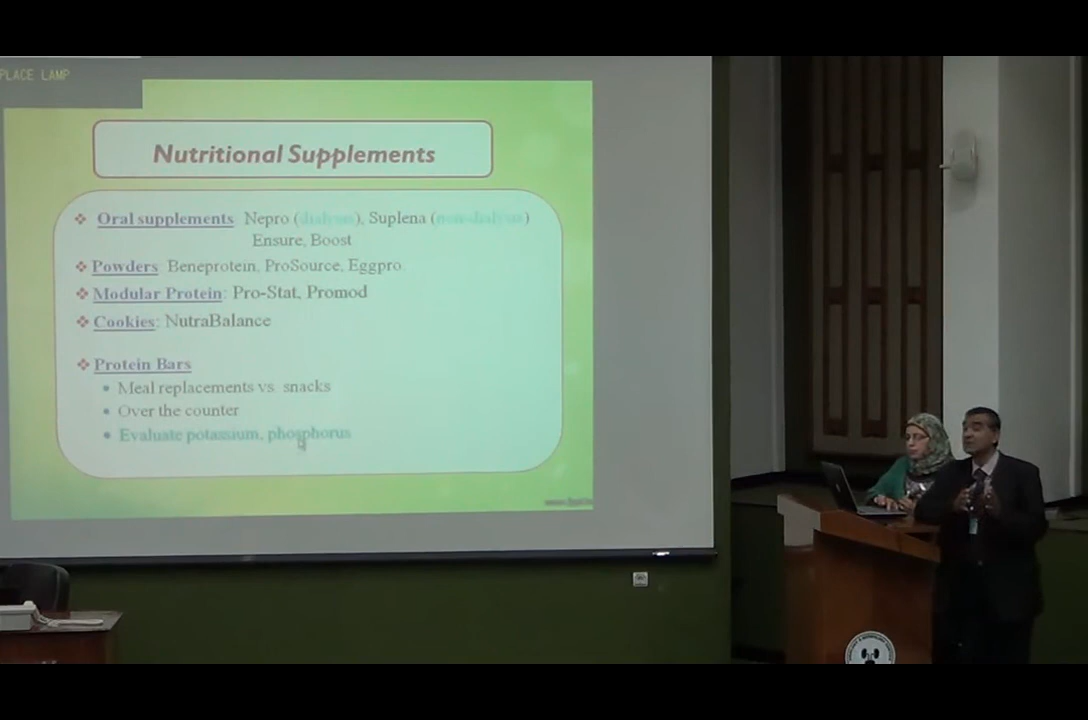 PLACE LAMP
Nutritional Supplements
❖ Oral supplements Nepro (dialysis), Suplena (non-dialysis)
Ensure, Boost
❖ Powders: Beneprotein, ProSource, Eggpro
❖ Modular Protein: Pro-Stat, Promod
❖ Cookies: NutraBalance
❖ Protein Bars
• Meal replacements vs. snacks
• Over the counter
• Evaluate potassium, phosphorus